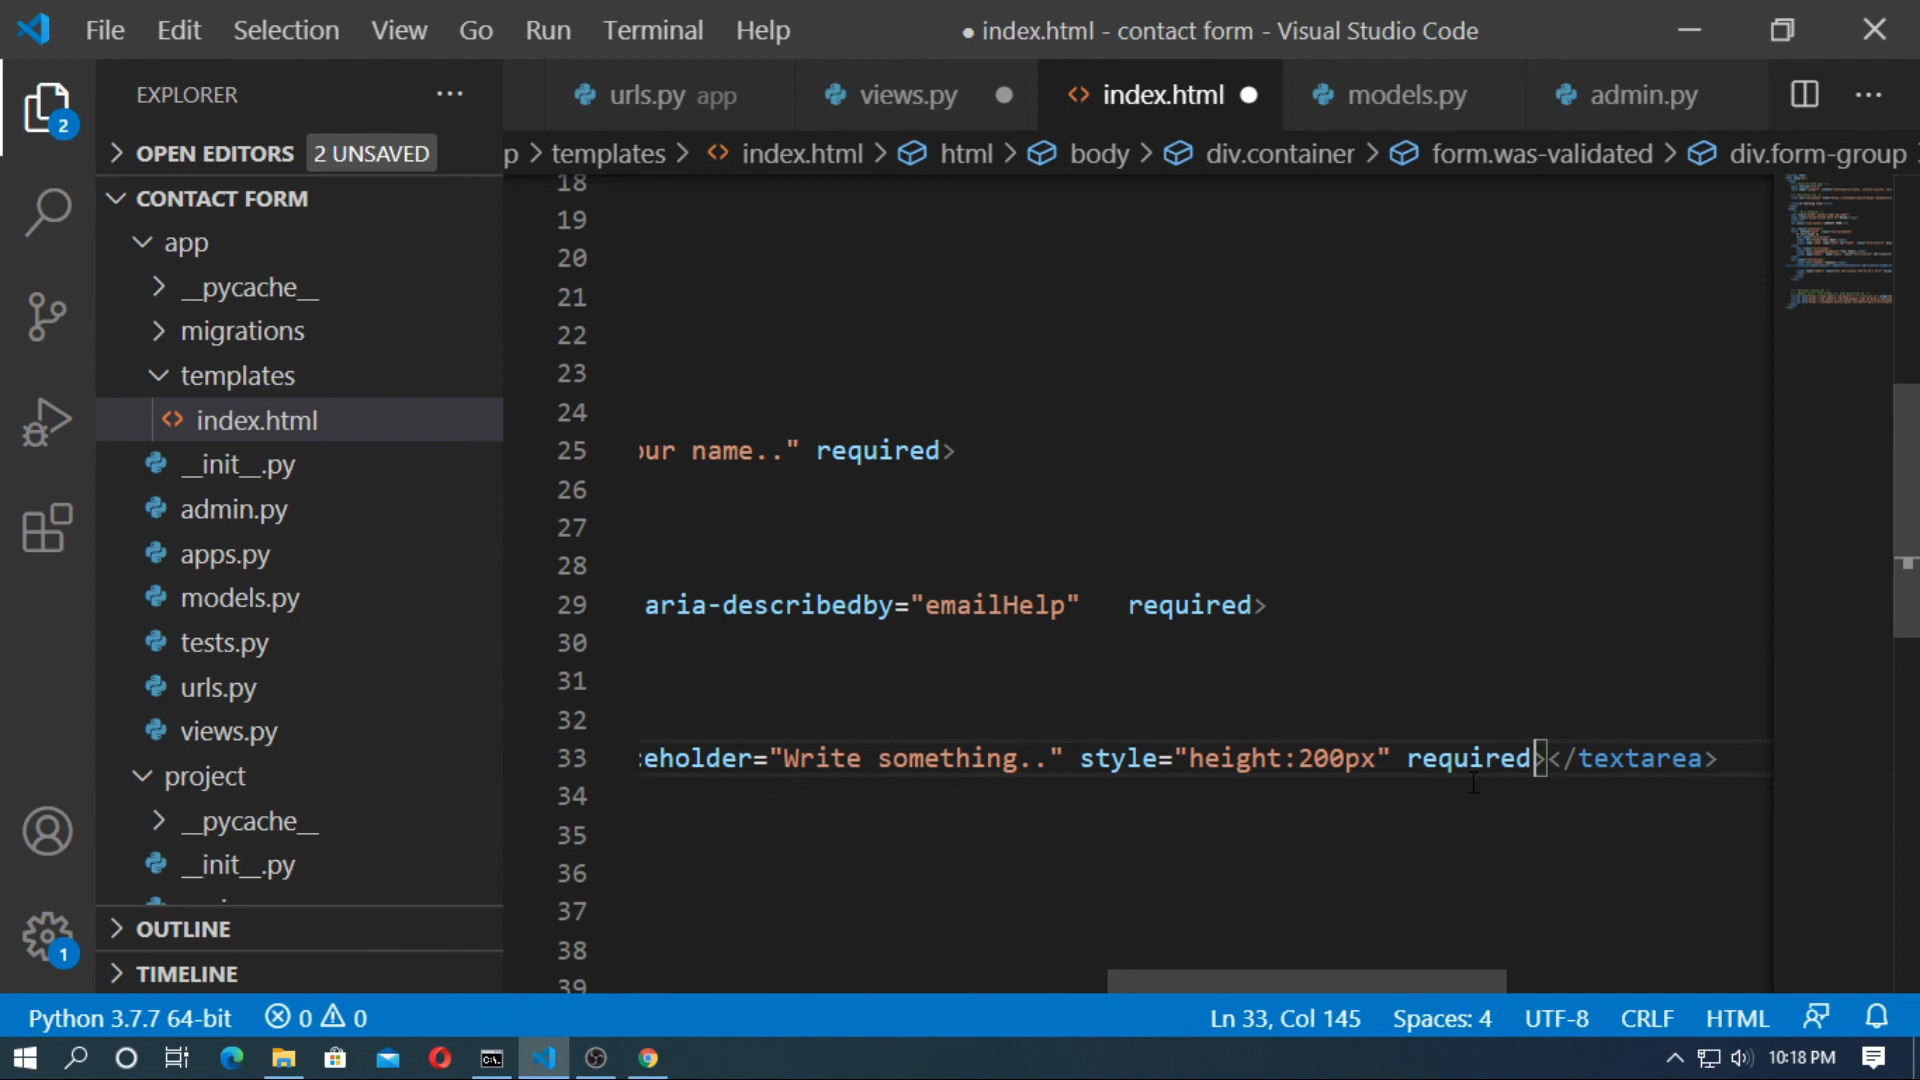 File Edit Selection View Go Run Terminal Help
● index.html - contact form - Visual Studio Code
EXPLORER
urls.py app
views.py
index.html
models.py
admin.py
OPEN EDITORS 2 UNSAVED
p > templates > index.html > html > body > div.container > form.was-validated > div.form-group
CONTACT FORM
app
__pycache__
migrations
templates
index.html
__init__.py
admin.py
apps.py
models.py
tests.py
urls.py
views.py
project
__pycache__
__init__.py
OUTLINE
TIMELINE
2
1
18
19
20
21
22
23
24
25 our name.." required>
26
27
28
29 aria-describedby="emailHelp" required>
30
31
32
33 eholder="Write something.." style="height:200px" required></textarea>
34
35
36
37
38
39
Python 3.7.7 64-bit 0 0 Ln 33, Col 145 Spaces: 4 UTF-8 CRLF HTML
10:18 PM